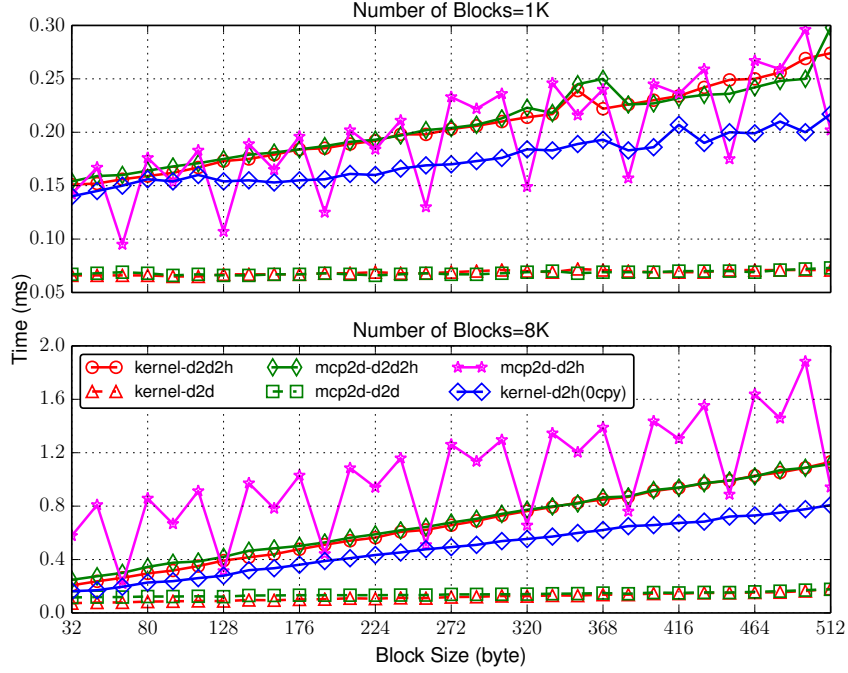 Number of Blocks=1K
0.30
0.25
0.20
0.15
0.10
0.05
Time (ms)
Number of Blocks=8K
2.0
1.6
1.2
0.8
0.4
0.0
kernel-d2d2h
kernel-d2d
mcp2d-d2d2h
mcp2d-d2d
mcp2d-d2h
kernel-d2h(0cpy)
32 80 128 176 224 272 320 368 416 464 512
Block Size (byte)